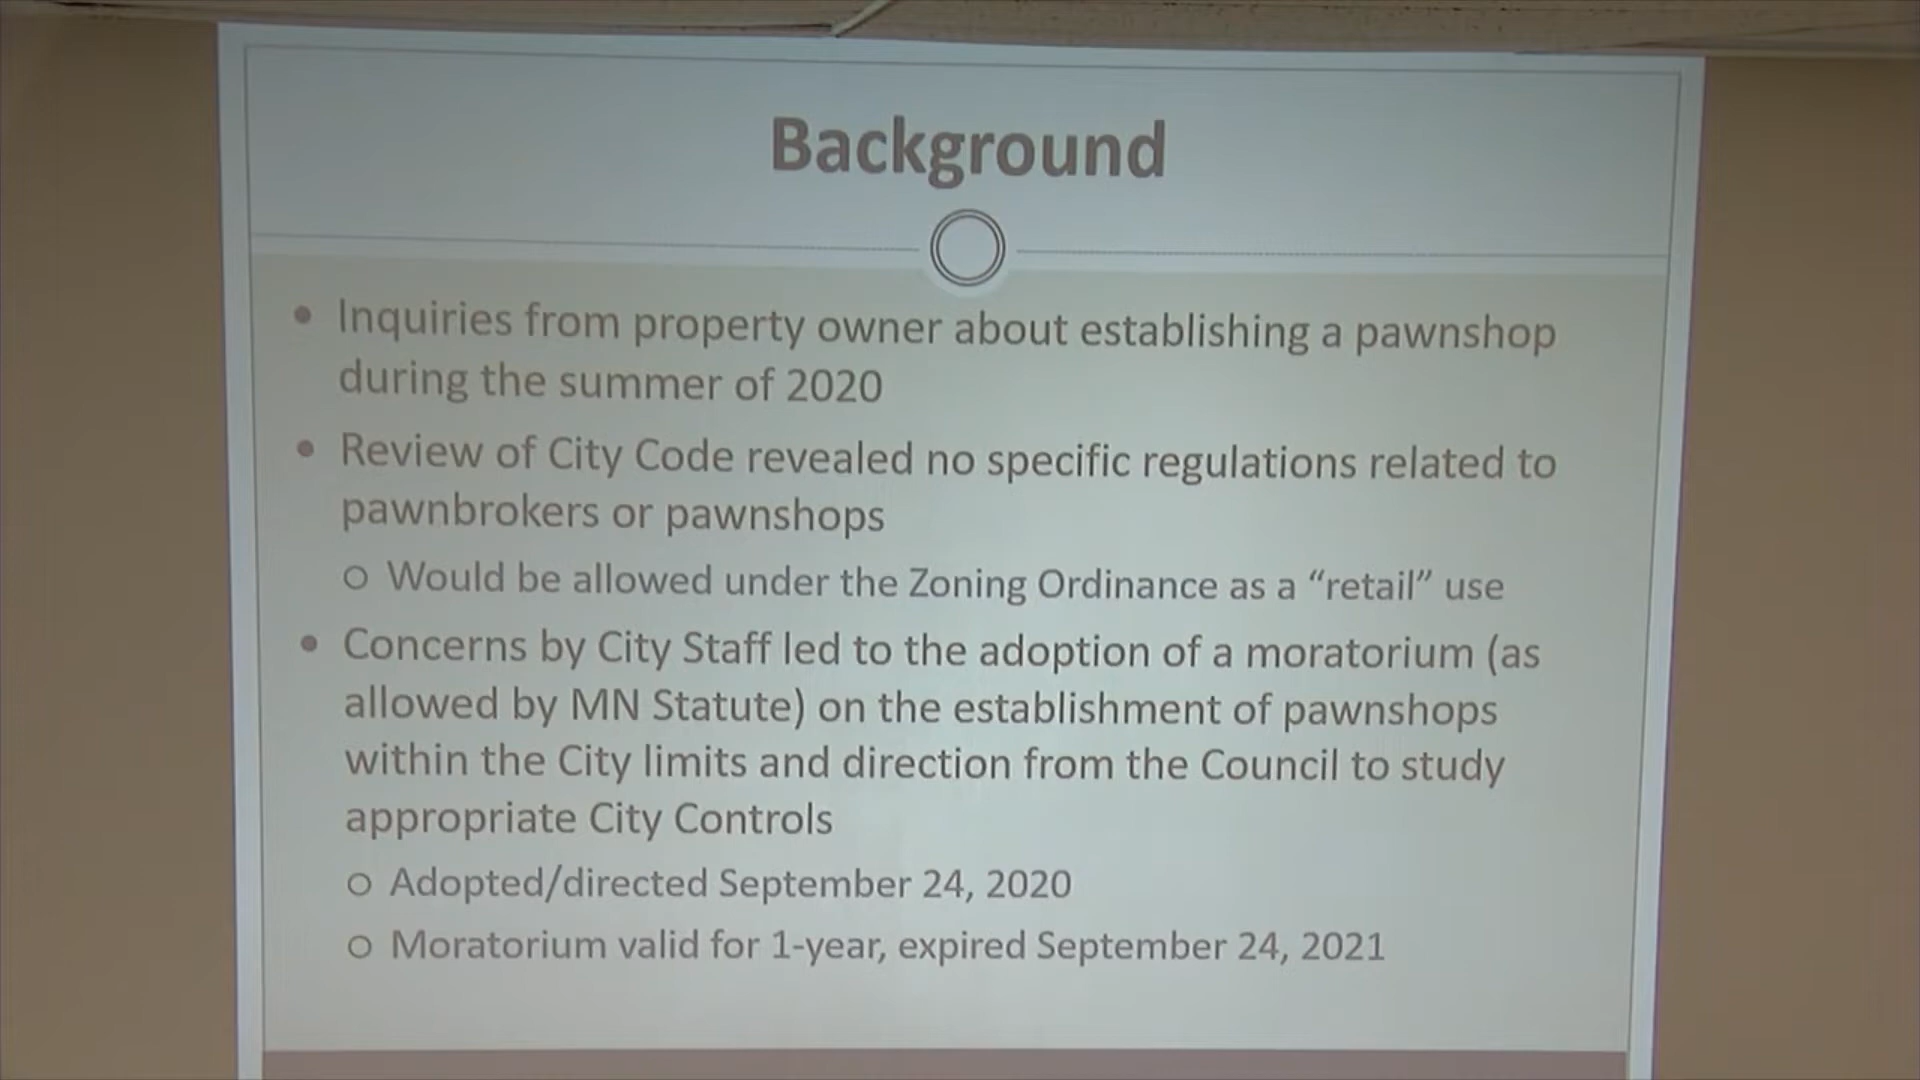 Background
• Inquiries from property owner about establishing a pawnshop
during the summer of 2020
• Review of City Code revealed no specific regulations related to
pawnbrokers or pawnshops
o Would be allowed under the Zoning Ordinance as a “retail” use
• Concerns by City Staff led to the adoption of a moratorium (as
allowed by MN Statute) on the establishment of pawnshops
within the City limits and direction from the Council to study
appropriate City Controls
o Adopted/directed September 24, 2020
o Moratorium valid for 1-year, expired September 24, 2021